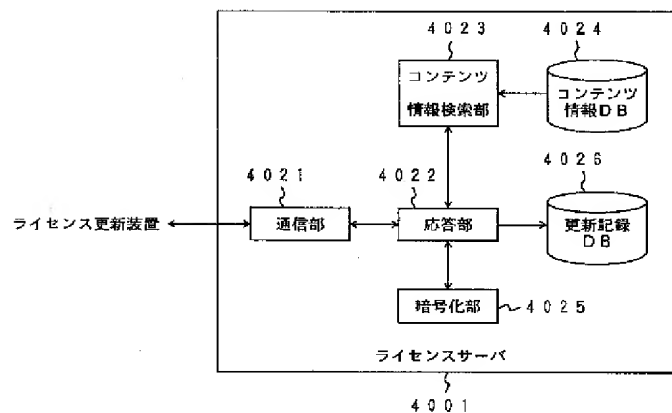 ４０２３
４０２４
コンテンツ
情報検索部
コンテンツ
情報ＤＢ
４０２１
４０２２
４０２６
ライセンス更新装置
通信部
応答部
更新記録
ＤＢ
暗号化部
４０２５
ライセンスサーバ
４００１